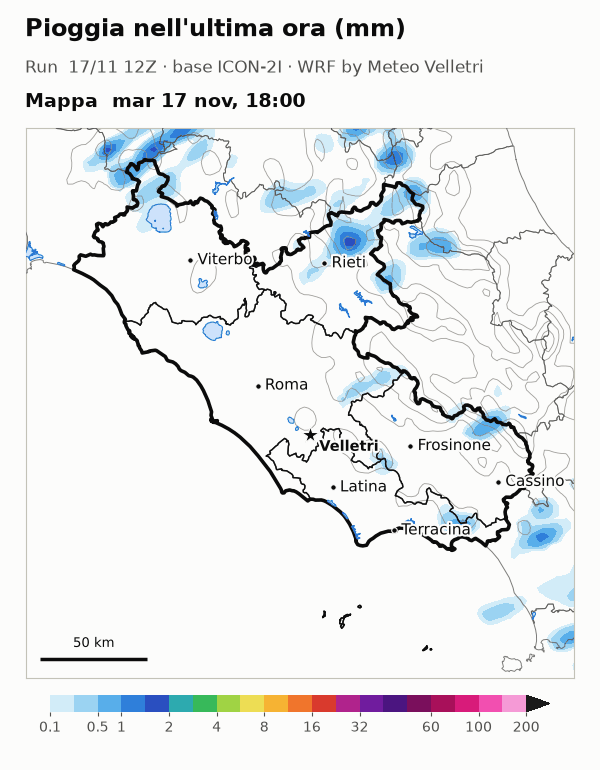 Pioggia nell'ultima ora (mm)
Run  17/11 12Z · base ICON-2I · WRF by Meteo Velletri
Mappa  mar 17 nov, 18:00
Viterbo
Rieti
Roma
Velletri
Frosinone
Latina
Cassino
Terracina
50 km
0.1 0.5 1 2 4 8 16 32 60 100 200